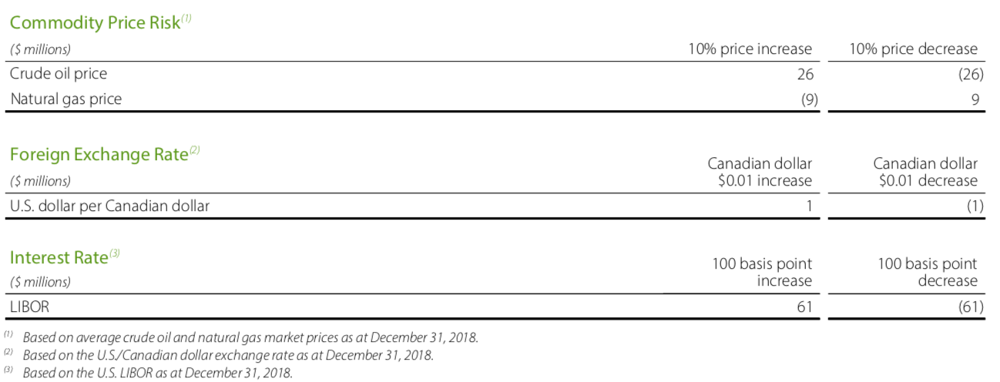 Commodity Price Risk(1)
($ millions) 10% price increase 10% price decrease
Crude oil price 26 (26)
Natural gas price (9) 9
Foreign Exchange Rate(2)
($ millions) Canadian dollar $0.01 increase Canadian dollar $0.01 decrease
U.S. dollar per Canadian dollar 1 (1)
Interest Rate(3)
($ millions) 100 basis point increase 100 basis point decrease
LIBOR 61 (61)
(1) Based on average crude oil and natural gas market prices as at December 31, 2018.
(2) Based on the U.S./Canadian dollar exchange rate as at December 31, 2018.
(3) Based on the U.S. LIBOR as at December 31, 2018.